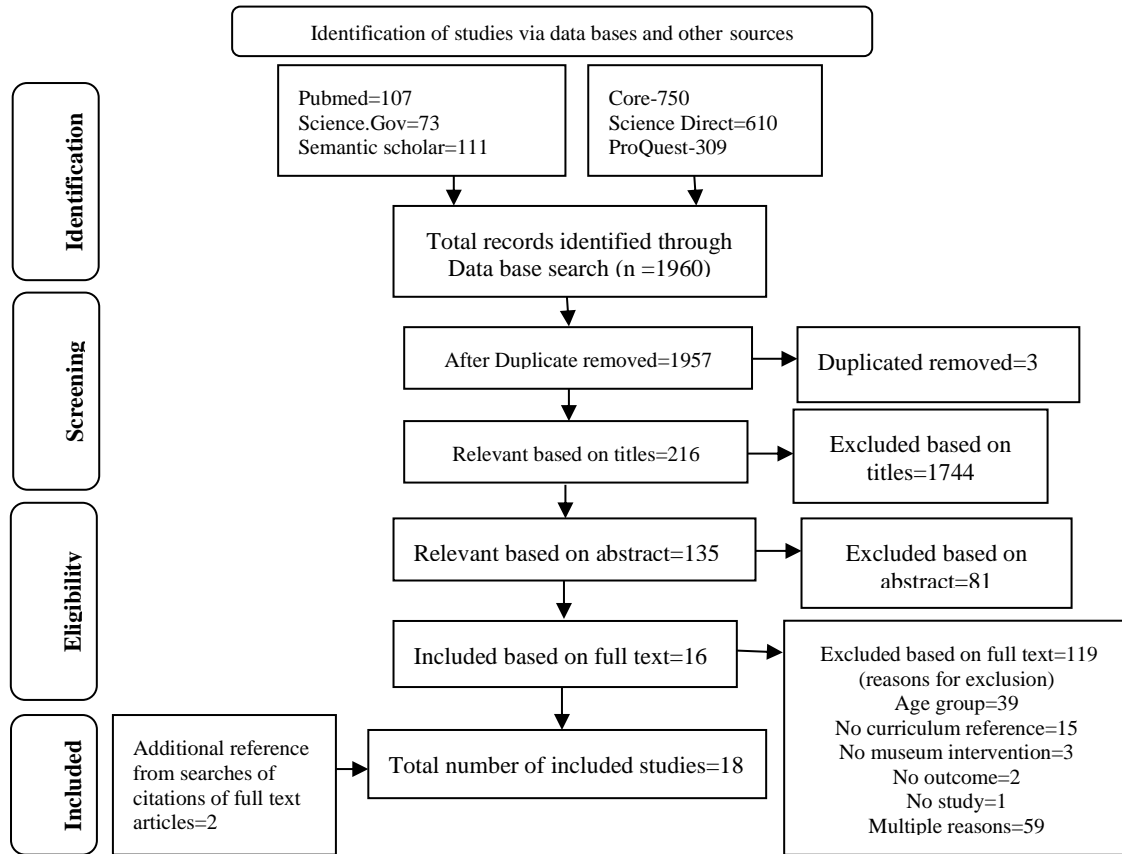 Identification of studies via data bases and other sources
Identification
Pubmed=107
Science.Gov=73
Semantic scholar=111
Core-750
Science Direct=610
ProQuest-309
Total records identified through
Data base search (n =1960)
Screening
After Duplicate removed=1957
Duplicated removed=3
Relevant based on titles=216
Excluded based on
titles=1744
Eligibility
Relevant based on abstract=135
Excluded based on
abstract=81
Included based on full text=16
Excluded based on full text=119
(reasons for exclusion)
Age group=39
No curriculum reference=15
No museum intervention=3
No outcome=2
No study=1
Multiple reasons=59
Included
Additional reference
from searches of
citations of full text
articles=2
Total number of included studies=18